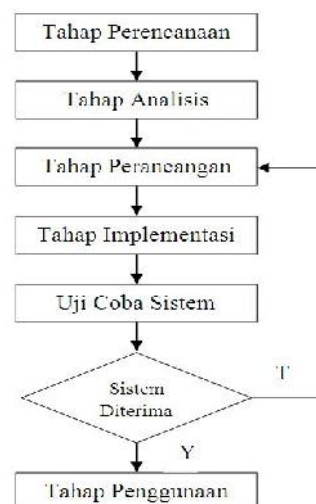 Tahap Perencanaan
Tahap Analisis
Tahap Perancangan
Tahap Implementasi
Uji Coba Sistem
Sistem
Diterima
T
Y
Tahap Penggunaan